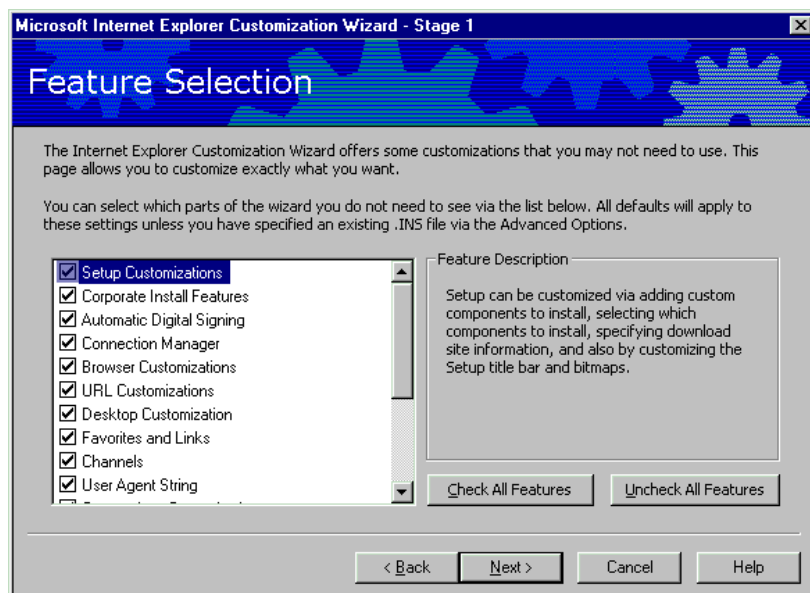 Microsoft Internet Explorer Customization Wizard - Stage 1
Feature Selection
The Internet Explorer Customization Wizard offers some customizations that you may not need to use. This
page allows you to customize exactly what you want.
You can select which parts of the wizard you do not need to see via the list below. All defaults will apply to
these settings unless you have specified an existing .INS file via the Advanced Options.
Setup Customizations
Corporate Install Features
Automatic Digital Signing
Connection Manager
Browser Customizations
URL Customizations
Desktop Customization
Favorites and Links
Channels
User Agent String
Feature Description
Setup can be customized via adding custom
components to install, selecting which
components to install, specifying download
site information, and also by customizing the
Setup title bar and bitmaps.
Check All Features
Uncheck All Features
< Back
Next >
Cancel
Help